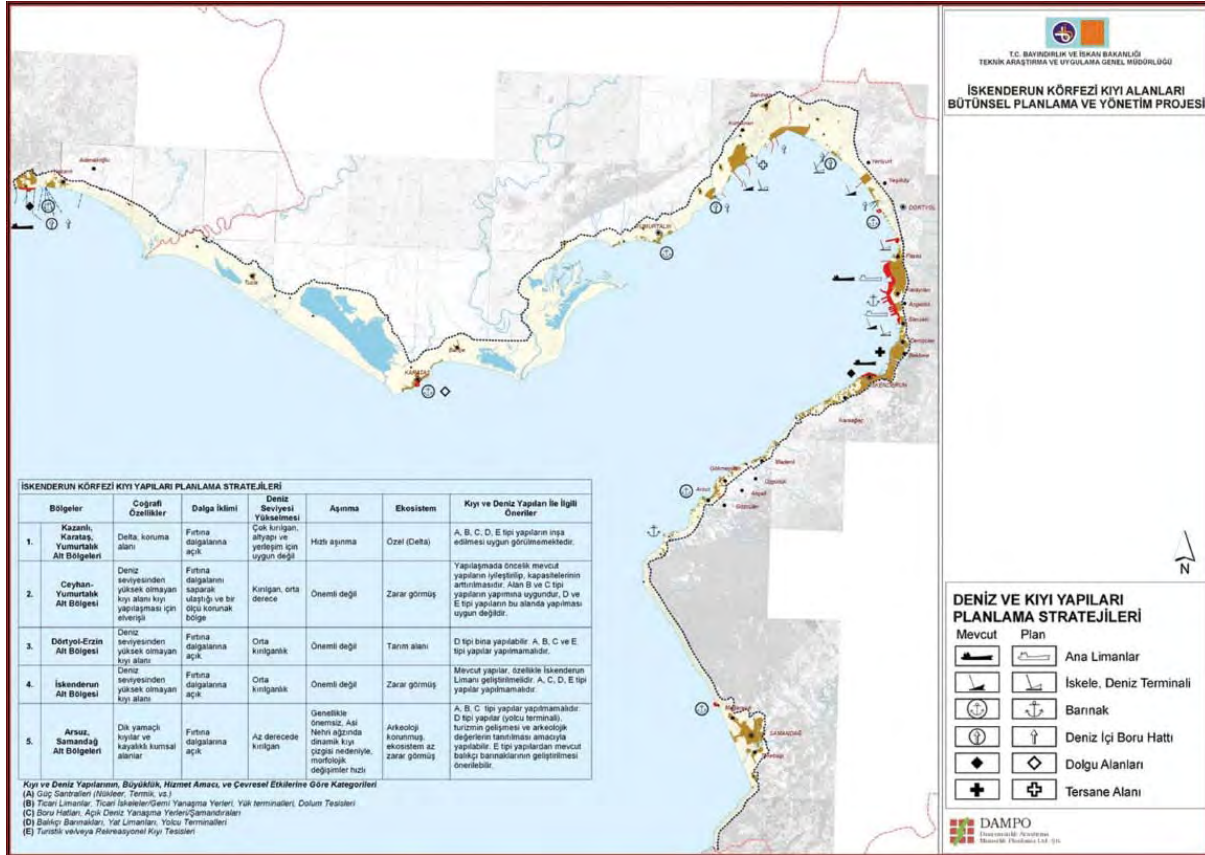 T.C. BAYINDIRLIK VE İSKAN BAKANLIĞI
TEKNİK ARAŞTIRMA VE UYGULAMA GENEL MÜDÜRLÜĞÜ
İSKENDERUN KÖRFEZİ KIYI ALANLARI
BÜTÜNSEL PLANLAMA VE YÖNETİM PROJESİ
Yeşilköy
DÖRTYOL
Tuzla
KARATAŞ
İSKENDERUN
Arsuz
SAMANDAĞ
N
İSKENDERUN KÖRFEZİ KIYI YAPILARI PLANLAMA STRATEJİLERİ
Bölgeler
Coğrafi
Özellikler
Dalga İklimi
Deniz
Seviyesi
Yükselmesi
Aşınma
Ekosistem
Kıyı ve Deniz Yapıları İle İlgili
Öneriler
1.
Kazanlı,
Karataş,
Yumurtalık
Alt Bölgeleri
Delta, koruma
alanı
Fırtına
dalgalarına
açık
Çok kırılgan,
altyapı ve
yerleşim için
uygun değil
Hızlı aşınma
Özel (Delta)
A, B, C, D, E tipi yapıların inşa
edilmesi uygun görülmemektedir.
2.
Ceyhan-
Yumurtalık
Alt Bölgesi
Deniz
seviyesinden
yüksek olmayan
kıyı alanı kıyı
yapılaşması için
elverişli
Fırtına
dalgalarını
saparak
ulaştığı ve bir
ölçü korunak
bölge
Kırılgan, orta
derece
Önemli değil
Zarar görmüş
Yapılaşmada öncelik mevcut
yapıların iyileştirilip, kapasitelerinin
arttırılmasıdır. Alan B ve C tipi
yapıların yapımına uygundur, D ve
E tipi yapıların bu alanda yapılması
uygun değildir.
3.
Dörtyol-Erzin
Alt Bölgesi
Deniz
seviyesinden
yüksek olmayan
kıyı alanı
Fırtına
dalgalarına
açık
Orta
kırılganlık
Önemli değil
Tarım alanı
D tipi bina yapılabilir. A, B, C ve E
tipi yapılar yapılmamalıdır.
4.
İskenderun
Alt Bölgesi
Deniz
seviyesinden
yüksek olmayan
kıyı alanı
Fırtına
dalgalarına
açık
Orta
kırılganlık
Önemli değil
Zarar görmüş
Mevcut yapılar, özellikle İskenderun
Limanı geliştirilmelidir. A, C, D, E tipi
yapılar yapılmamalıdır.
5.
Arsuz,
Samandağ
Alt Bölgeleri
Dik yamaçlı
kıyılar ve
kayalıklı kumsal
alanlar
Fırtına
dalgalarına
açık
Az derecede
kırılgan
Genellikle
önemsiz, Asi
Nehri ağzında
dinamik kıyı
çizgisi nedeniyle,
morfolojik
değişimler hızlı
Arkeoloji
korunmuş,
ekosistem az
zarar görmüş
A, B, C tipi yapılar yapılmamalıdır.
D tipi yapılar (yolcu terminali),
turizmin gelişmesi ve arkeolojik
değerlerin tanıtılması amacıyla
yapılabilir. E tipi yapılardan mevcut
balıkçı barınaklarının geliştirilmesi
önerilebilir.
Kıyı ve Deniz Yapılarının, Büyüklük, Hizmet Amacı, ve Çevresel Etkilerine Göre Kategorileri
(A) Güç Santralleri (Nükleer, Termik, vs.)
(B) Ticari Limanlar, Ticari İskeleler/Gemi Yanaşma Yerleri, Yük terminalleri, Dolum Tesisleri
(C) Boru Hatları, Açık Deniz Yanaşma Yerleri/Şamandıraları
(D) Balıkçı Barınakları, Yat Limanları, Yolcu Terminalleri
(E) Turistik ve/veya Rekreasyonel Kıyı Tesisleri
DENİZ VE KIYI YAPILARI
PLANLAMA STRATEJİLERİ
Mevcut Plan
Ana Limanlar
İskele, Deniz Terminali
Barınak
Deniz İçi Boru Hattı
Dolgu Alanları
Tersane Alanı
DAMPO